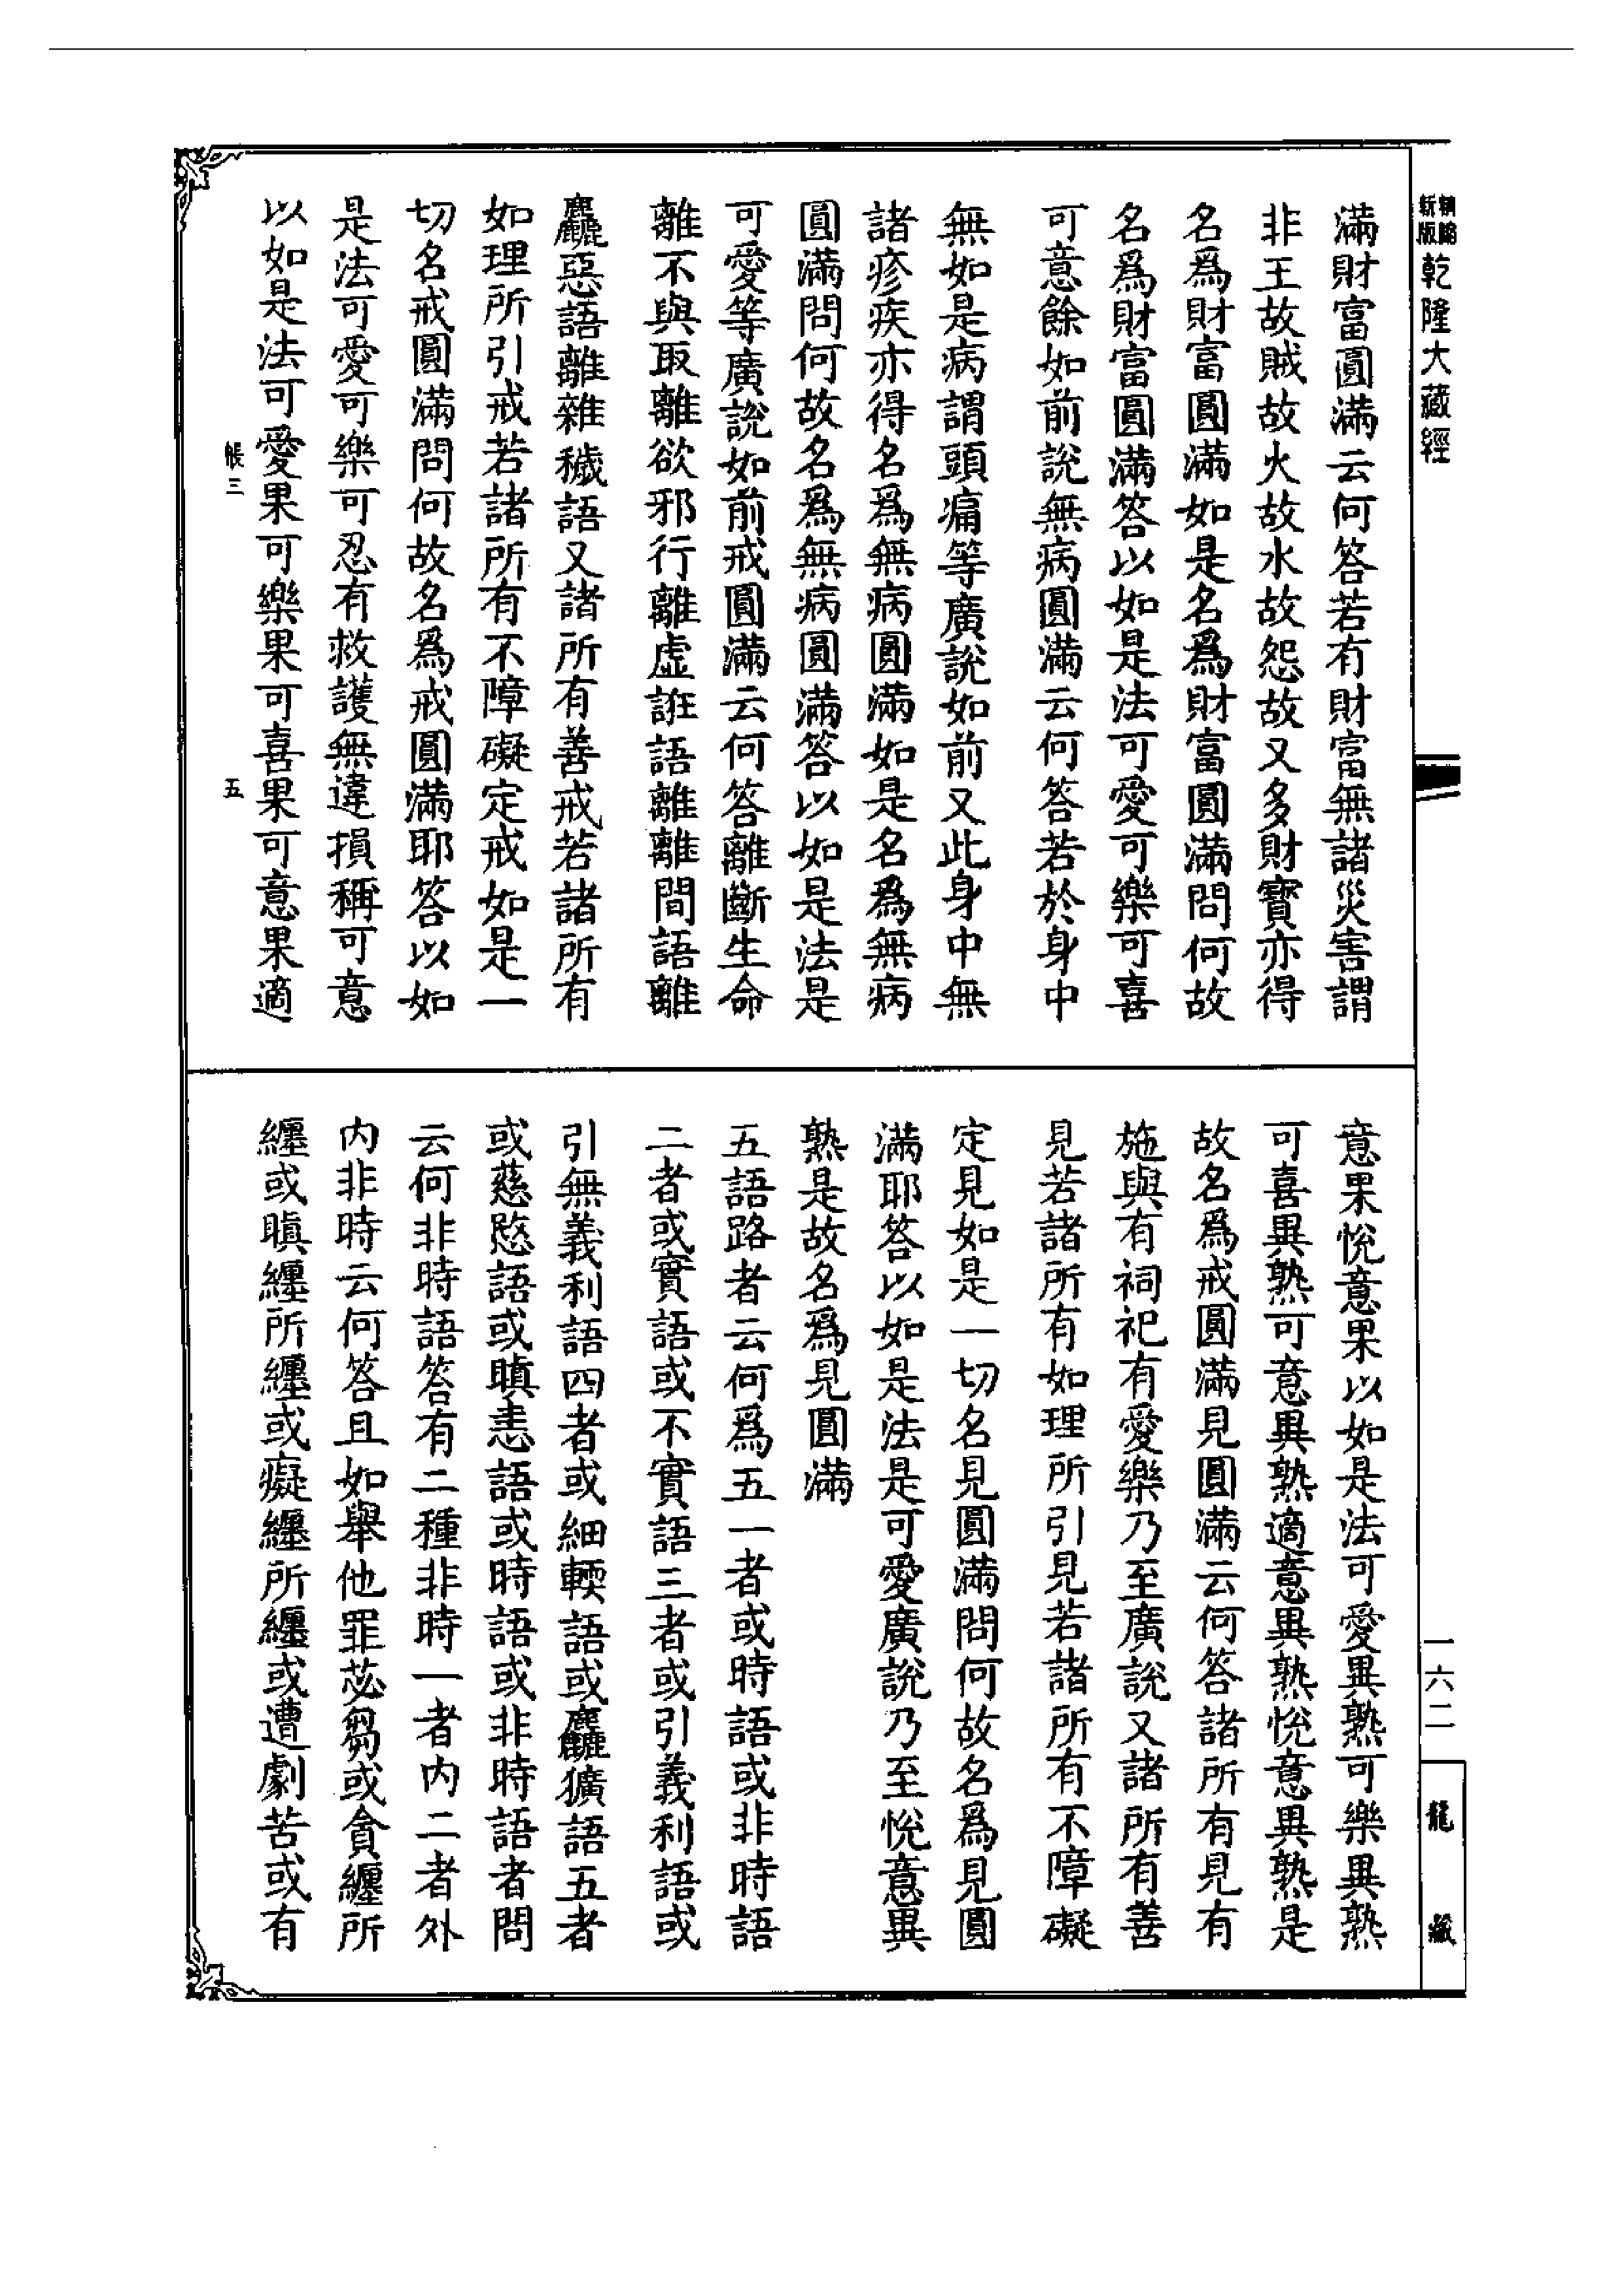 新版乾隆大藏經
滿財富圓滿云何答若有財富無諸災害謂
非王故賊故火故水故怨故又多財寶亦得
名爲財富圓滿如是名爲財富圓滿問何故
名爲財富圓滿答以如是法可愛可樂可喜
可意餘如前說無病圓滿云何答若於身中
無如是病謂頭痛等廣說如前又此身中無
諸疹疾亦得名爲無病圓滿如是名爲無病
圓滿問何故名爲無病圓滿答以如是法是
可愛等廣說如前戒圓滿云何答離斷生命
離不與取離欲邪行離虛誑語離離間語離
麤惡語離雜穢語又諸所有善戒若諸所有
如理所引戒若諸所有不障礙定戒如是一
切名戒圓滿問何故名爲戒圓滿耶答以如
是法可愛可樂可忍有救護無違損稱可意
以如是法可愛果可樂果可喜果可意果適
帳三
五
意果悅意果以如是法可愛異熟可樂異熟
可喜異熟可意異熟適意異熟悅意異熟是
故名爲戒圓滿見圓滿云何答諸所有見有
施與有祠祀有愛樂乃至廣說又諸所有善
見若諸所有如理所引見若諸所有不障礙
定見如是一切名見圓滿問何故名爲見圓
滿耶答以如是法是可愛廣說乃至悅意異
熟是故名爲見圓滿
五語路者云何爲五一者或時語或非時語
二者或實語或不實語三者或引義利語或
引無義利語四者或細輭語或麤獷語五者
或慈愍語或瞋恚語或時語或非時語者問
云何非時語答有二種非時一者內二者外
內非時云何答且如舉他罪苾芻或貪纏所
纏或瞋纏所纏或癡纏所纏或遭劇苦或有
一六二
龍藏